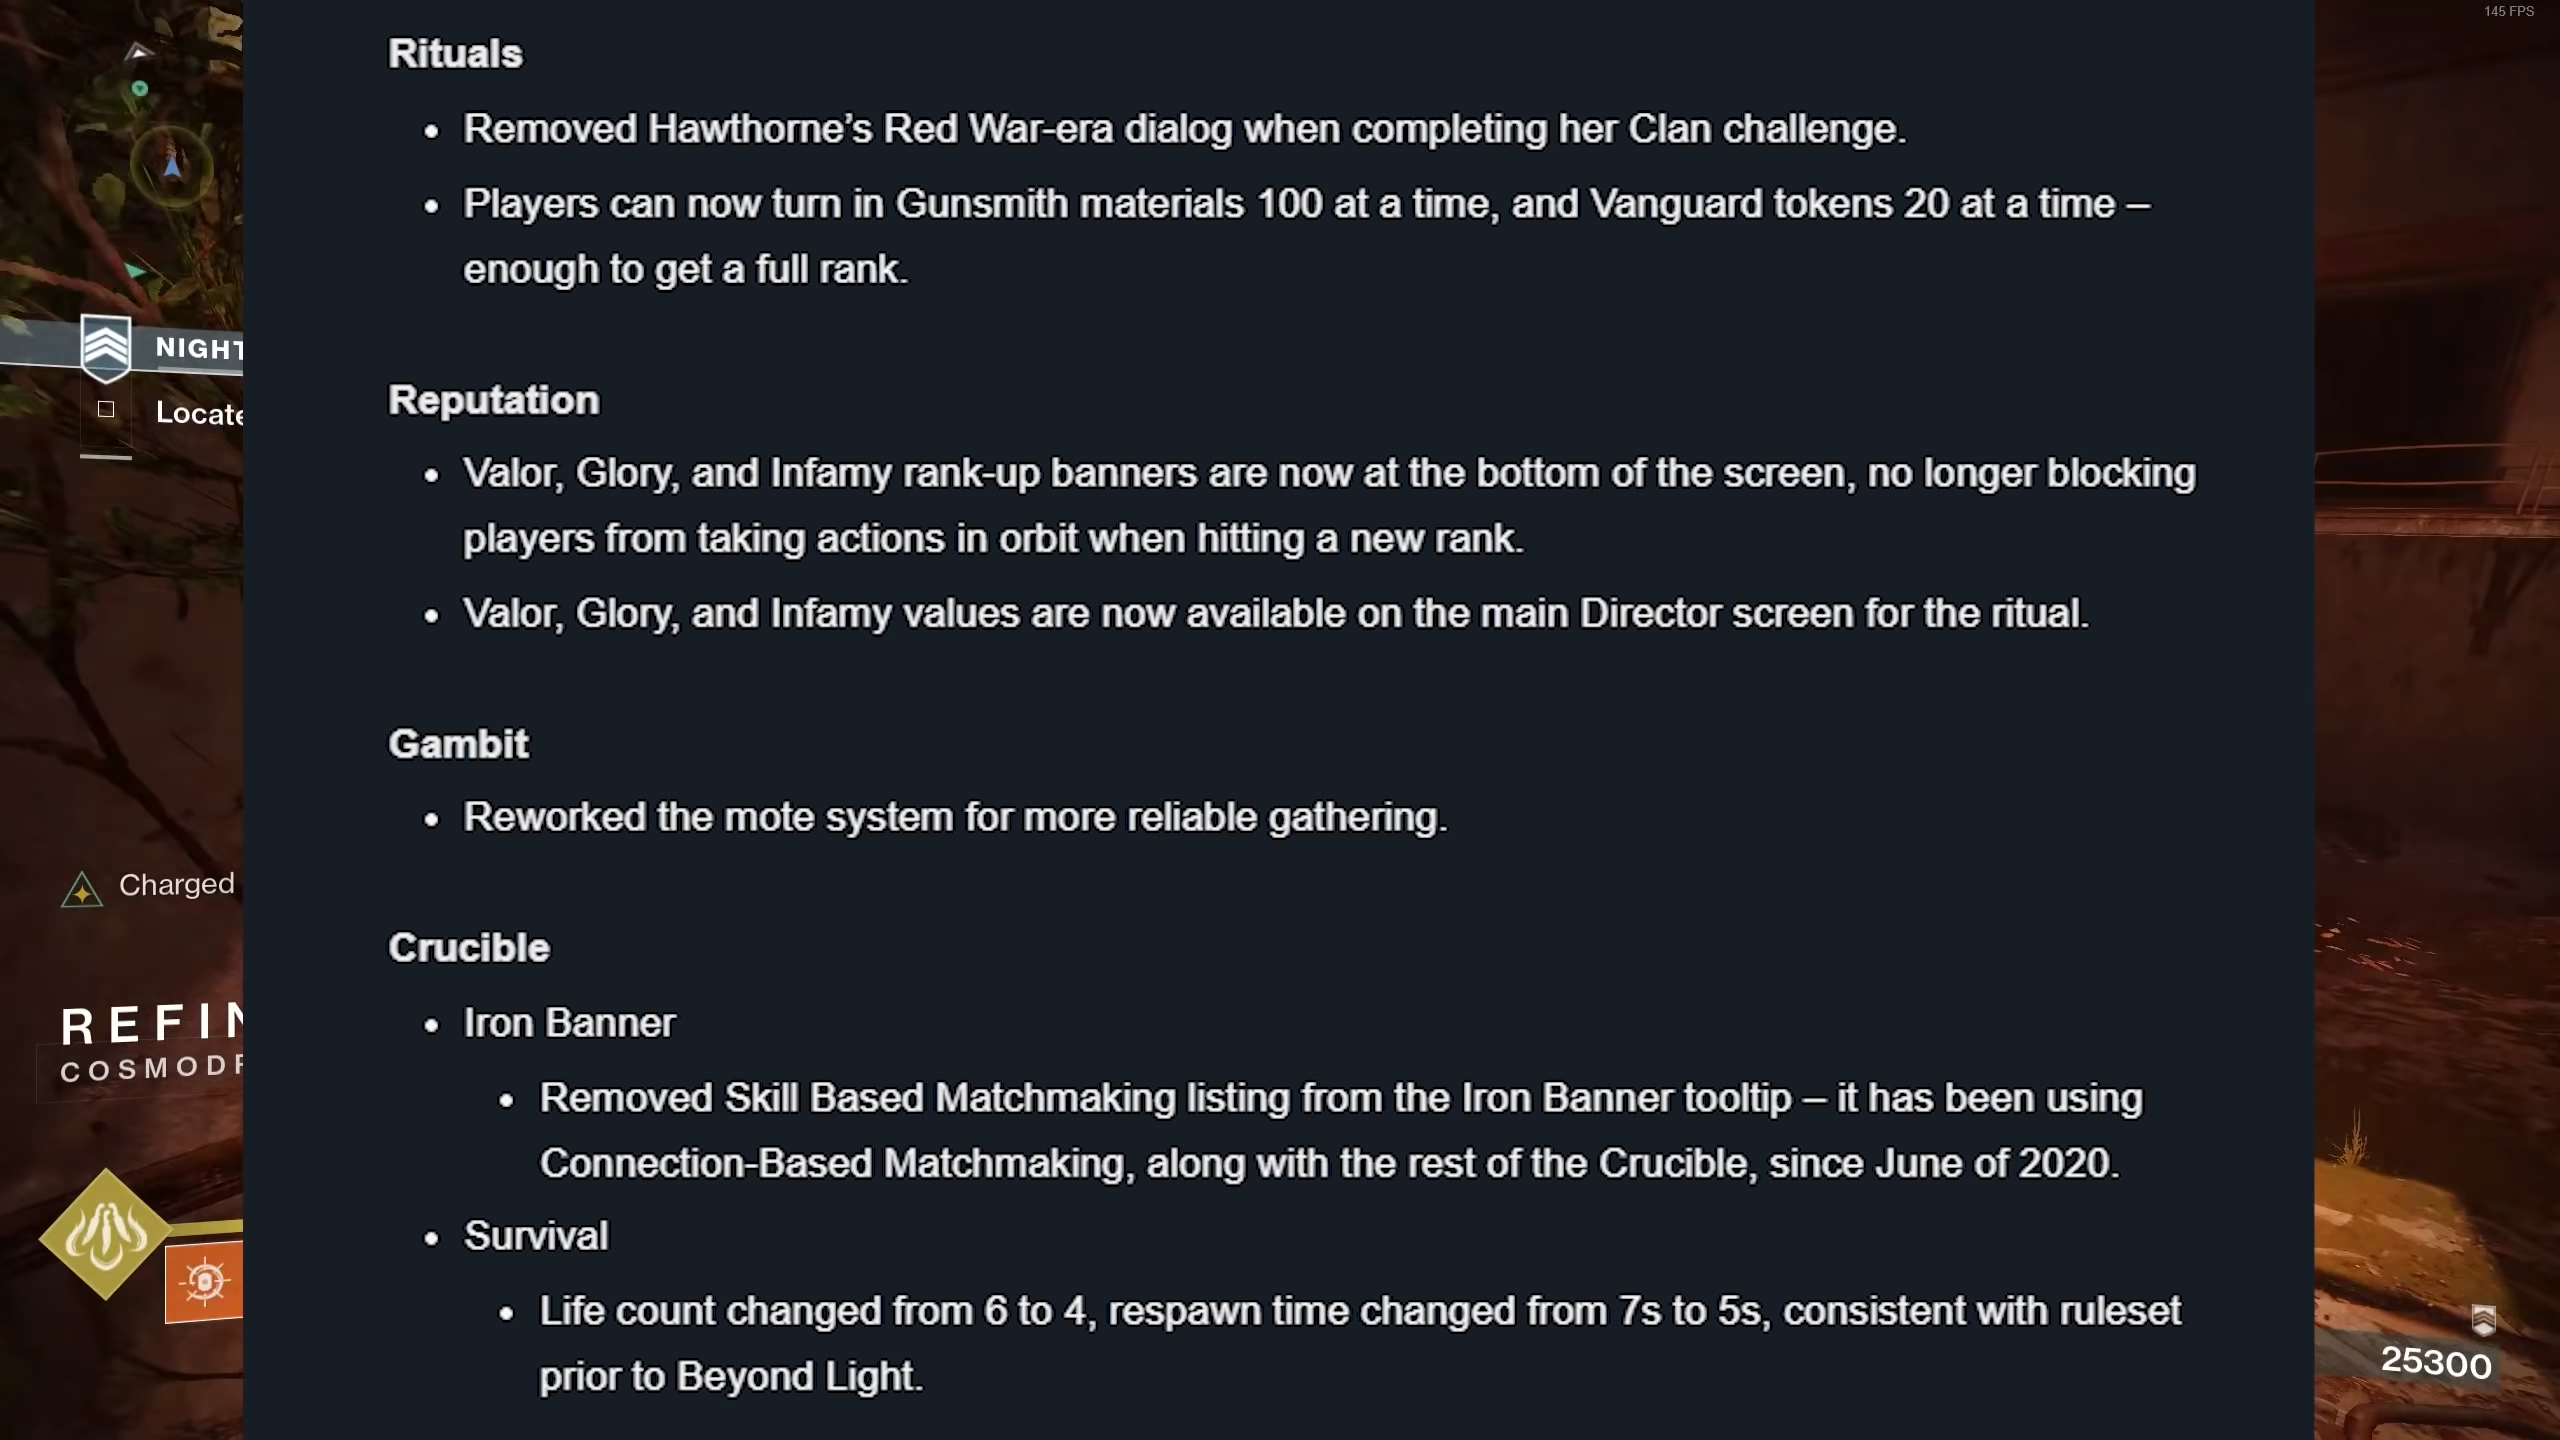 145 FPS
Rituals
• Removed Hawthorne’s Red War-era dialog when completing her Clan challenge.
• Players can now turn in Gunsmith materials 100 at a time, and Vanguard tokens 20 at a time –
enough to get a full rank.
NIGHT
Locate
Reputation
• Valor, Glory, and Infamy rank-up banners are now at the bottom of the screen, no longer blocking
players from taking actions in orbit when hitting a new rank.
• Valor, Glory, and Infamy values are now available on the main Director screen for the ritual.
Gambit
• Reworked the mote system for more reliable gathering.
Charged
Crucible
• Iron Banner
• Removed Skill Based Matchmaking listing from the Iron Banner tooltip – it has been using
Connection-Based Matchmaking, along with the rest of the Crucible, since June of 2020.
• Survival
• Life count changed from 6 to 4, respawn time changed from 7s to 5s, consistent with ruleset
prior to Beyond Light.
REFIN
COSMODR
25300